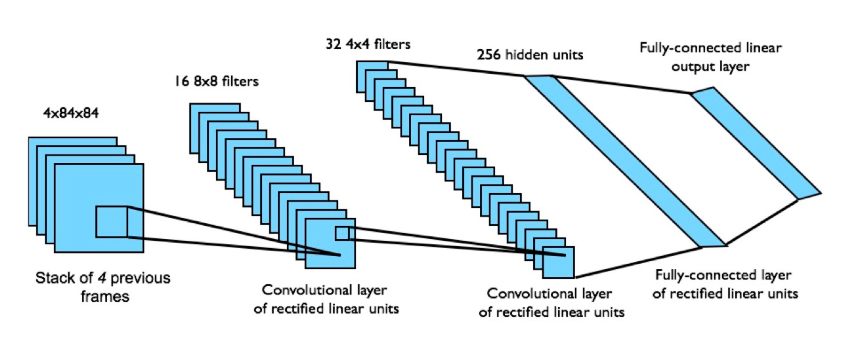 4x84x84
Stack of 4 previous
frames
16 8x8 filters
Convolutional layer
of rectified linear units
32 4x4 filters
Convolutional layer
of rectified linear units
256 hidden units
Fully-connected layer
of rectified linear units
Fully-connected linear
output layer